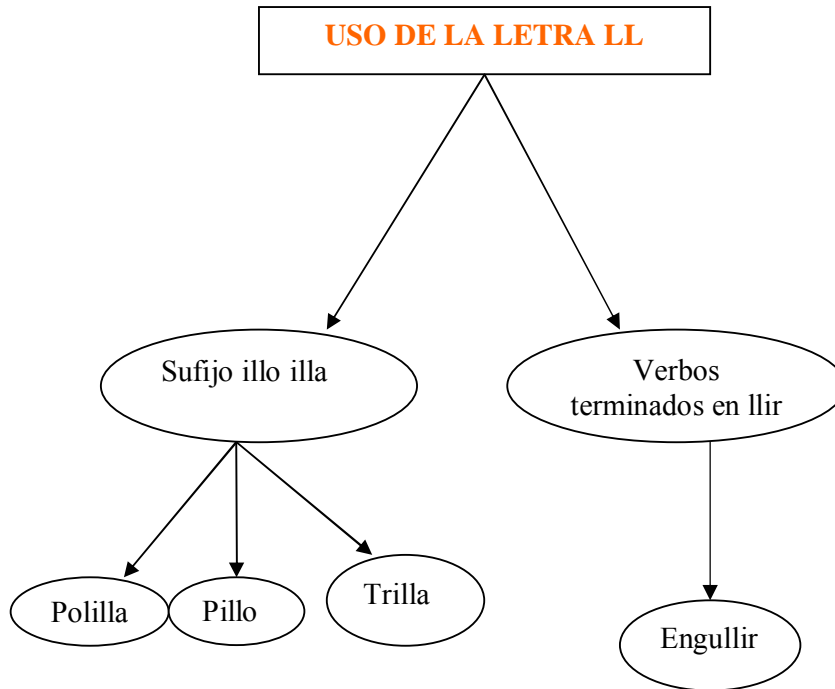 USO DE LA LETRA LL
Sufijo illo illa
Verbos
terminados en llir
Polilla
Pillo
Trilla
Engullir